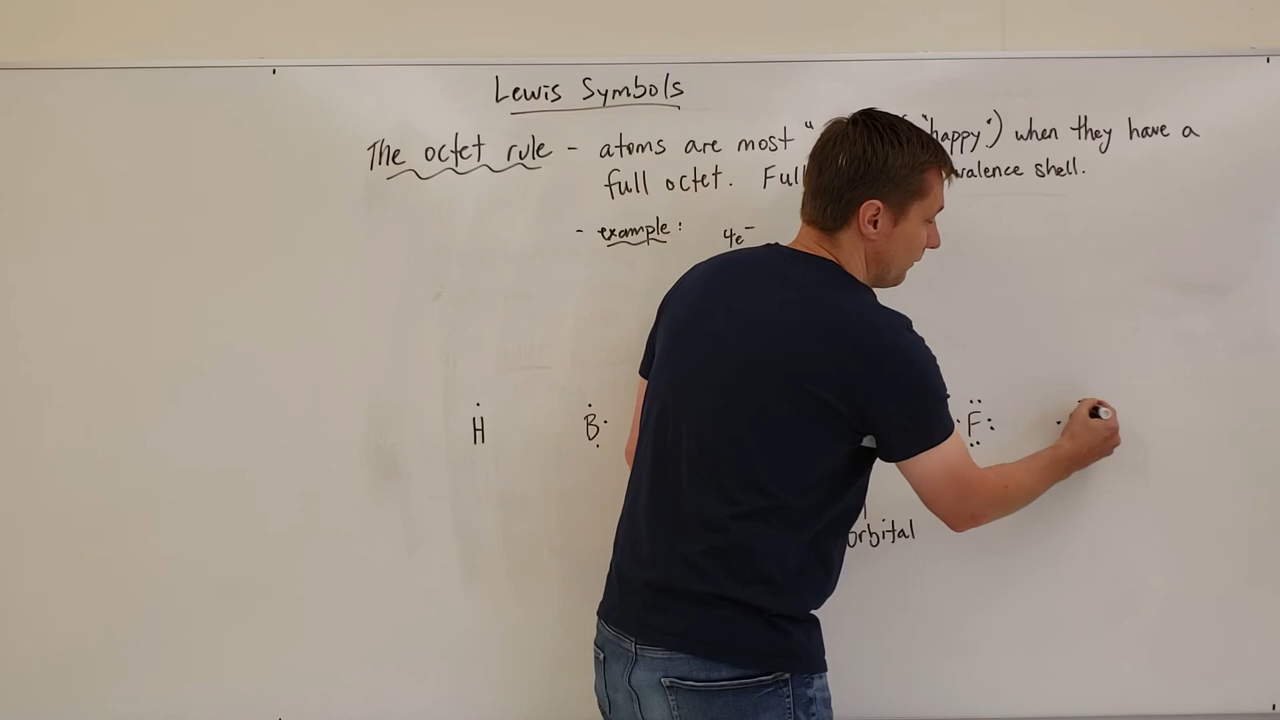 Lewis Symbols
The octet rule - atoms are most " "happy") when they have a
full octet. Full valence shell.
- example: 4e⁻
H B F
orbital